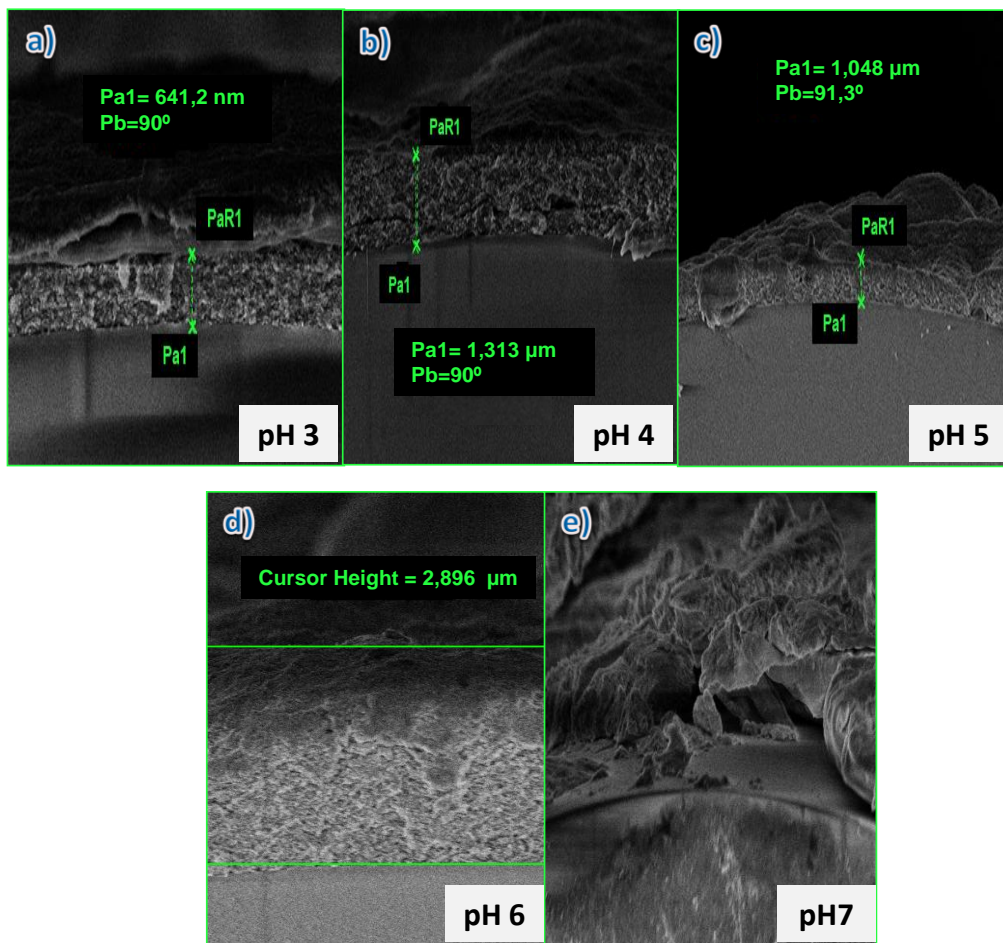 a)
Pa1= 641,2 nm
Pb=90º
PaR1
Pa1
pH 3
b)
PaR1
Pa1
Pa1= 1,313 µm
Pb=90º
pH 4
c)
Pa1= 1,048 µm
Pb=91,3º
PaR1
Pa1
pH 5
d)
Cursor Height = 2,896 µm
pH 6
e)
pH7